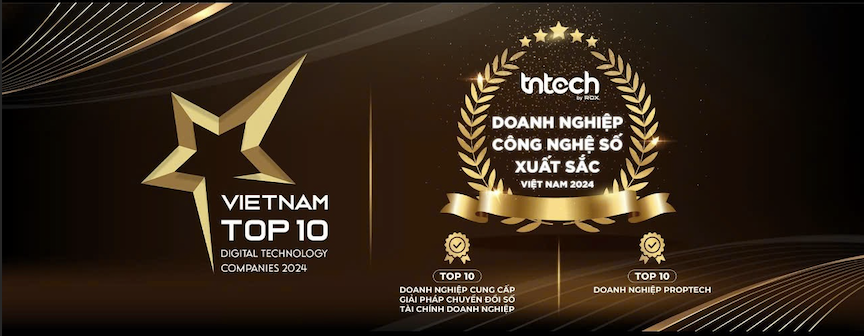 VIETNAM
TOP 10
DIGITAL TECHNOLOGY
COMPANIES 2024
tntech
by ROX
DOANH NGHIỆP
CÔNG NGHỆ SỐ
XUẤT SẮC
VIỆT NAM 2024
TOP 10
DOANH NGHIỆP CUNG CẤP
GIẢI PHÁP CHUYỂN ĐỔI SỐ
TÀI CHÍNH DOANH NGHIỆP
TOP 10
DOANH NGHIỆP PROPTECH